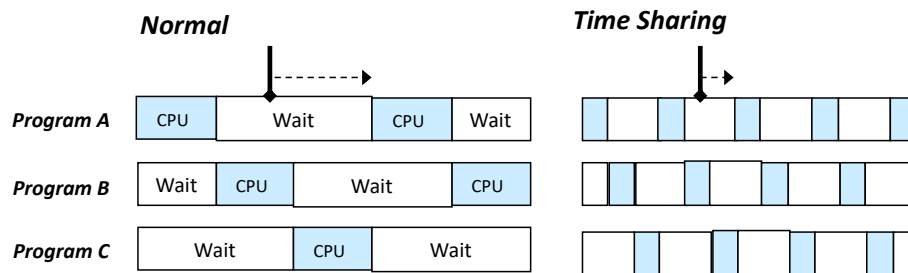 Normal
Time Sharing
Program A
CPU
Wait
CPU
Wait
Program B
Wait
CPU
Wait
CPU
Program C
Wait
CPU
Wait